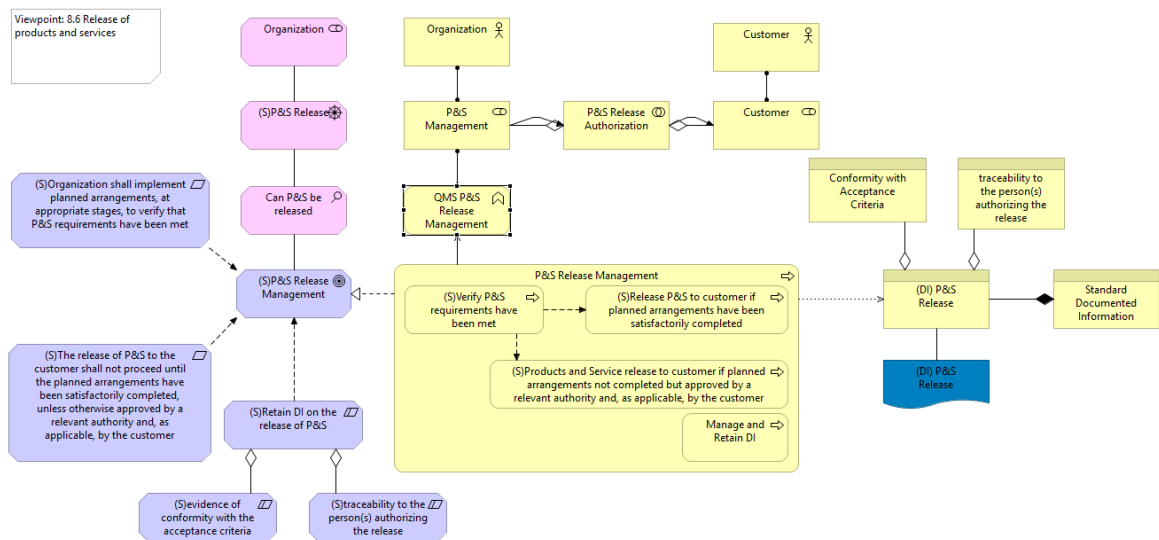 Viewpoint: 8.6 Release of
products and services
Organization
(S)P&S Release
Can P&S be
released
(S)Organization shall implement
planned arrangements, at
appropriate stages, to verify that
P&S requirements have been met
(S)P&S Release
Management
(S)The release of P&S to the
customer shall not proceed until
the planned arrangements have
been satisfactorily completed,
unless otherwise approved by a
relevant authority and, as
applicable, by the customer
(S)Retain DI on the
release of P&S
(S)evidence of
conformity with the
acceptance criteria
(S)traceability to the
person(s) authorizing
the release
Organization
Customer
P&S
Management
P&S Release
Authorization
Customer
QMS P&S
Release
Management
P&S Release Management
(S)Verify P&S
requirements have
been met
(S)Release P&S to customer if
planned arrangements have been
satisfactorily completed
(S)Products and Service release to customer if planned
arrangements not completed but approved by a
relevant authority and, as applicable, by the customer
Manage and
Retain DI
Conformity with
Acceptance
Criteria
traceability to
the person(s)
authorizing the
release
(DI) P&S
Release
Standard
Documented
Information
(DI) P&S
Release